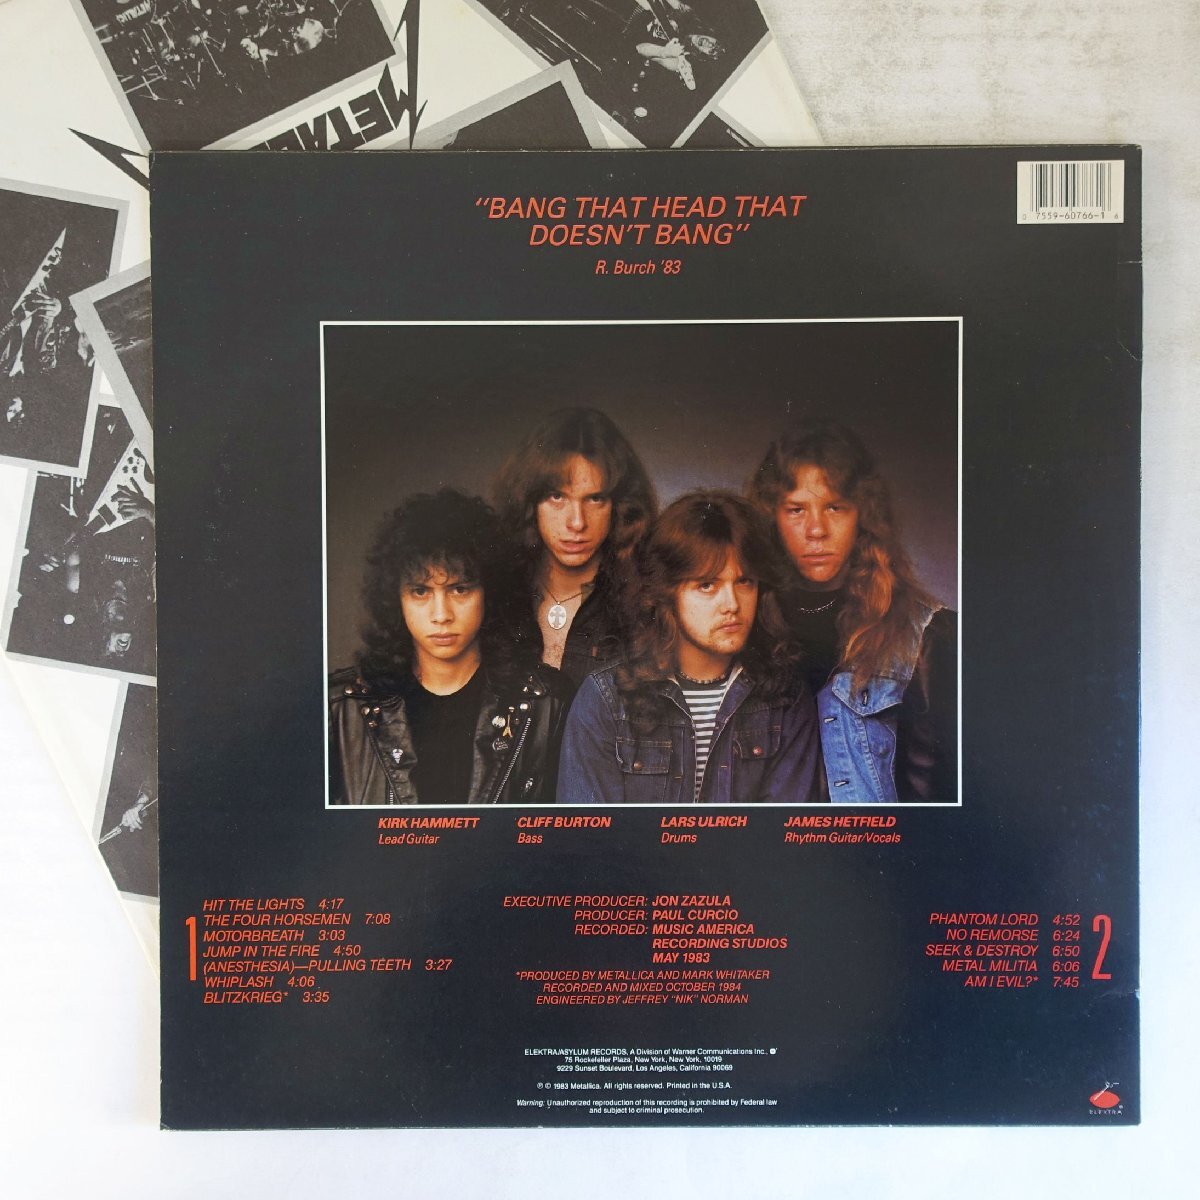 METAL
"BANG THAT HEAD THAT
DOESN'T BANG"
R. Burch '83
0 7559-60766-1 6
KIRK HAMMETT
Lead Guitar
CLIFF BURTON
Bass
LARS ULRICH
Drums
JAMES HETFIELD
Rhythm Guitar/Vocals
1
HIT THE LIGHTS 4:17
THE FOUR HORSEMEN 7:08
MOTORBREATH 3:03
JUMP IN THE FIRE 4:50
(ANESTHESIA)—PULLING TEETH 3:27
WHIPLASH 4:06
BLITZKRIEG* 3:35
EXECUTIVE PRODUCER: JON ZAZULA
PRODUCER: PAUL CURCIO
RECORDED: MUSIC AMERICA
RECORDING STUDIOS
MAY 1983
*PRODUCED BY METALLICA AND MARK WHITAKER
RECORDED AND MIXED OCTOBER 1984
ENGINEERED BY JEFFREY "NIK" NORMAN
PHANTOM LORD 4:52
NO REMORSE 6:24
SEEK & DESTROY 6:50
METAL MILITIA 6:06
AM I EVIL?* 7:45
2
ELEKTRA/ASYLUM RECORDS, A Division of Warner Communications Inc.,
75 Rockefeller Plaza, New York, New York, 10019
9229 Sunset Boulevard, Los Angeles, California 90069
℗ © 1983 Metallica. All rights reserved. Printed in the U.S.A.
Warning: Unauthorized reproduction of this recording is prohibited by Federal law
and subject to criminal prosecution.
ELEKTRA